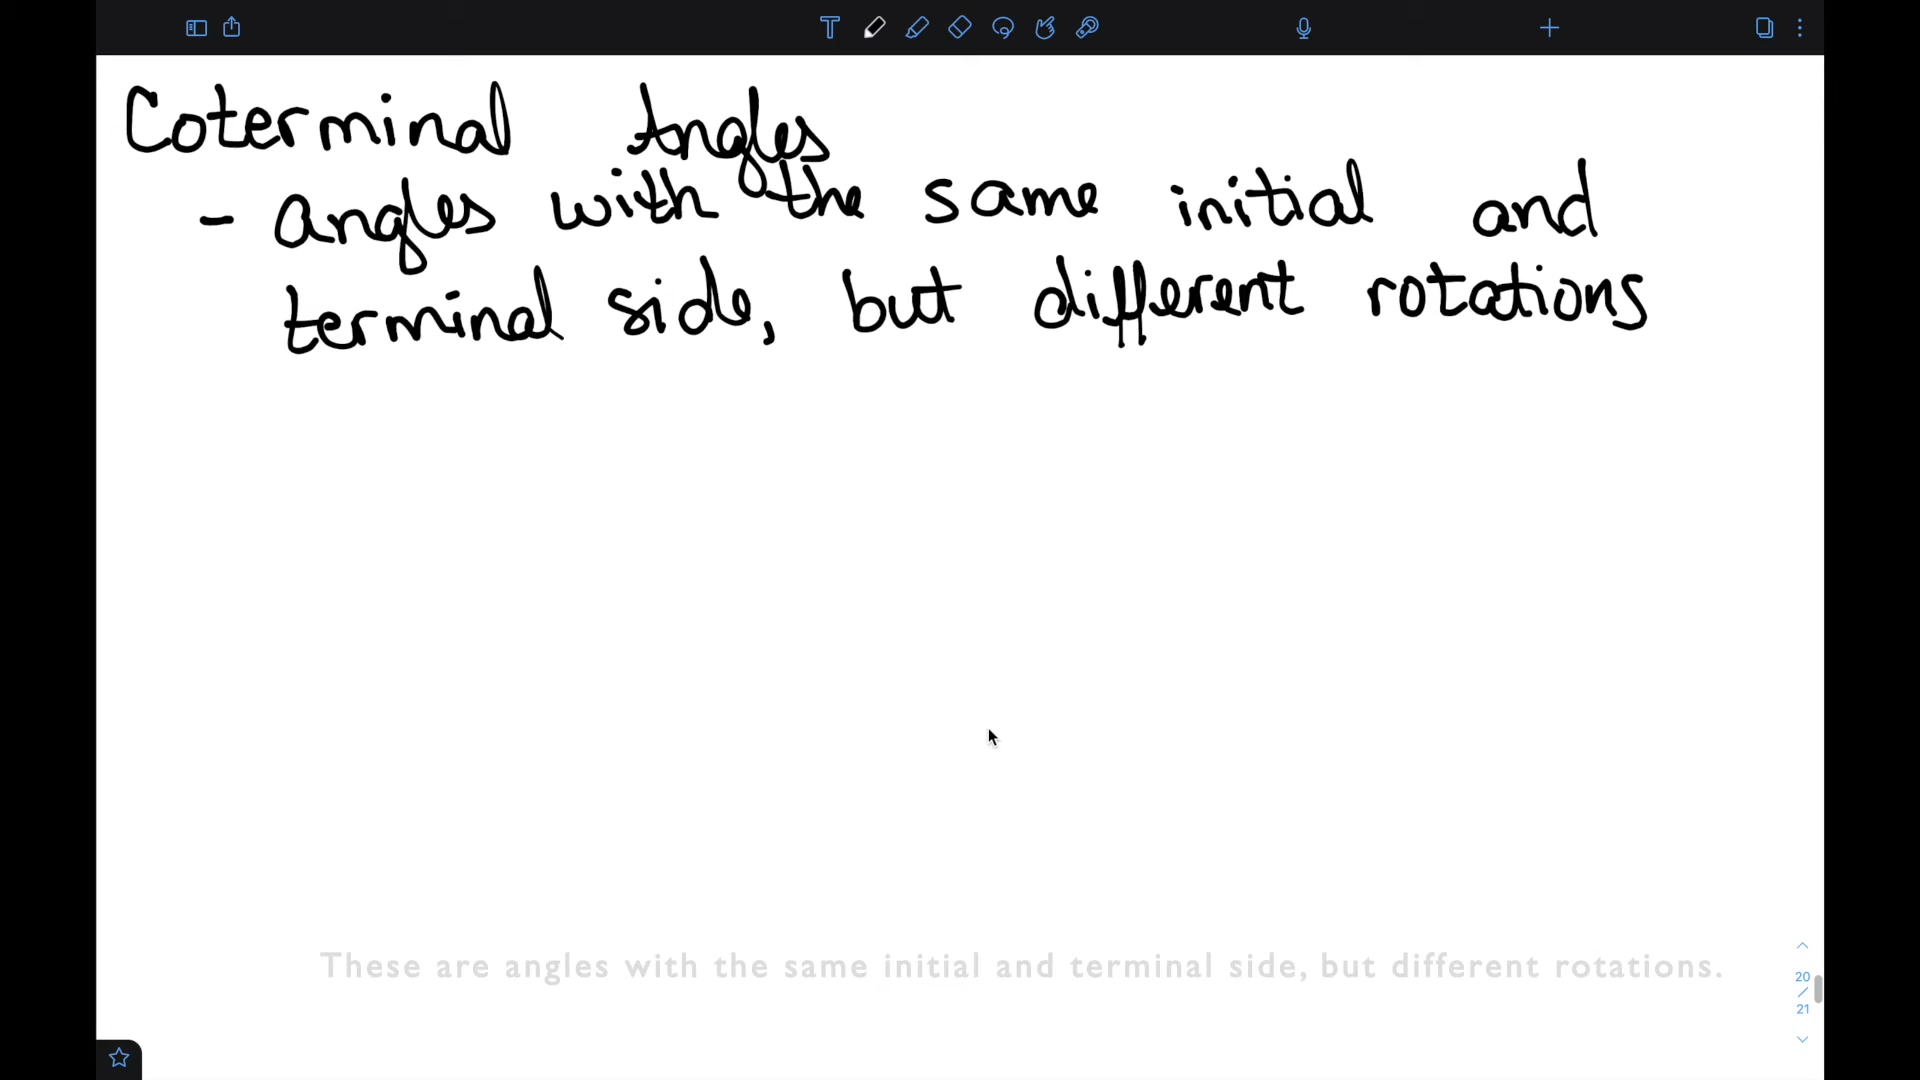 Coterminal Angles
- angles with the same initial and
terminal side, but different rotations
These are angles with the same initial and terminal side, but different rotations.
20
/
21